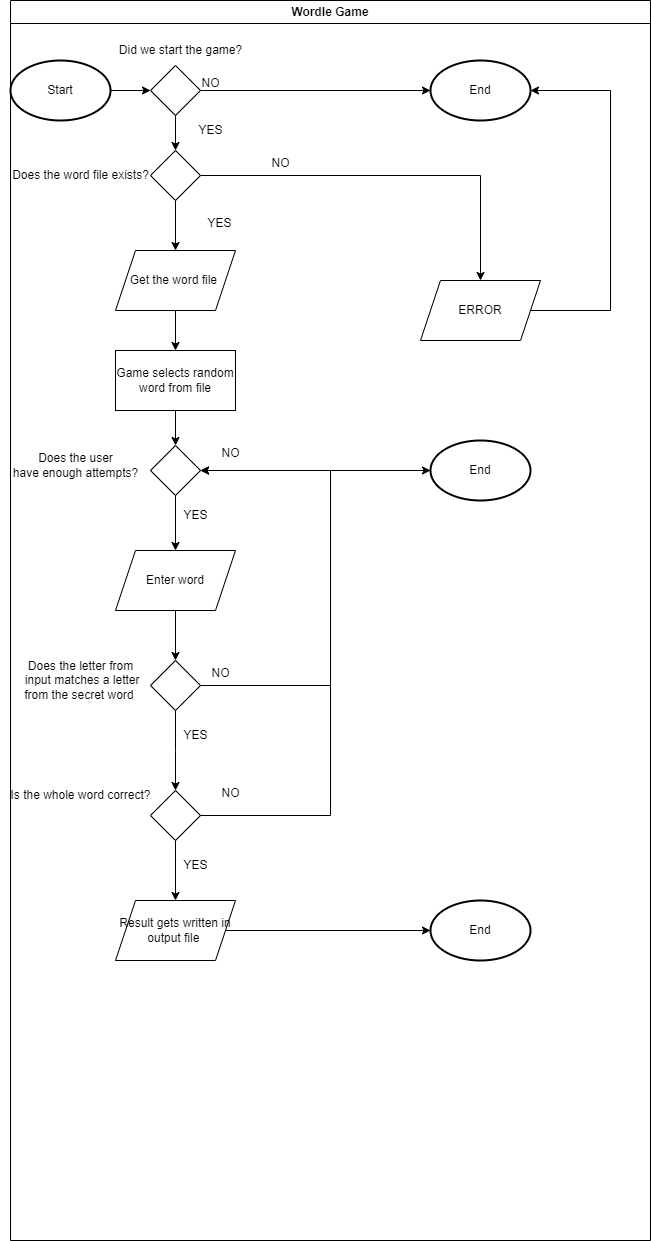 Wordle Game
Did we start the game?
Start
NO
End
YES
Does the word file exists?
NO
YES
Get the word file
ERROR
Game selects random
word from file
Does the user
have enough attempts?
NO
End
YES
Enter word
Does the letter from
input matches a letter
from the secret word
NO
YES
Is the whole word correct?
NO
YES
Result gets written in
output file
End